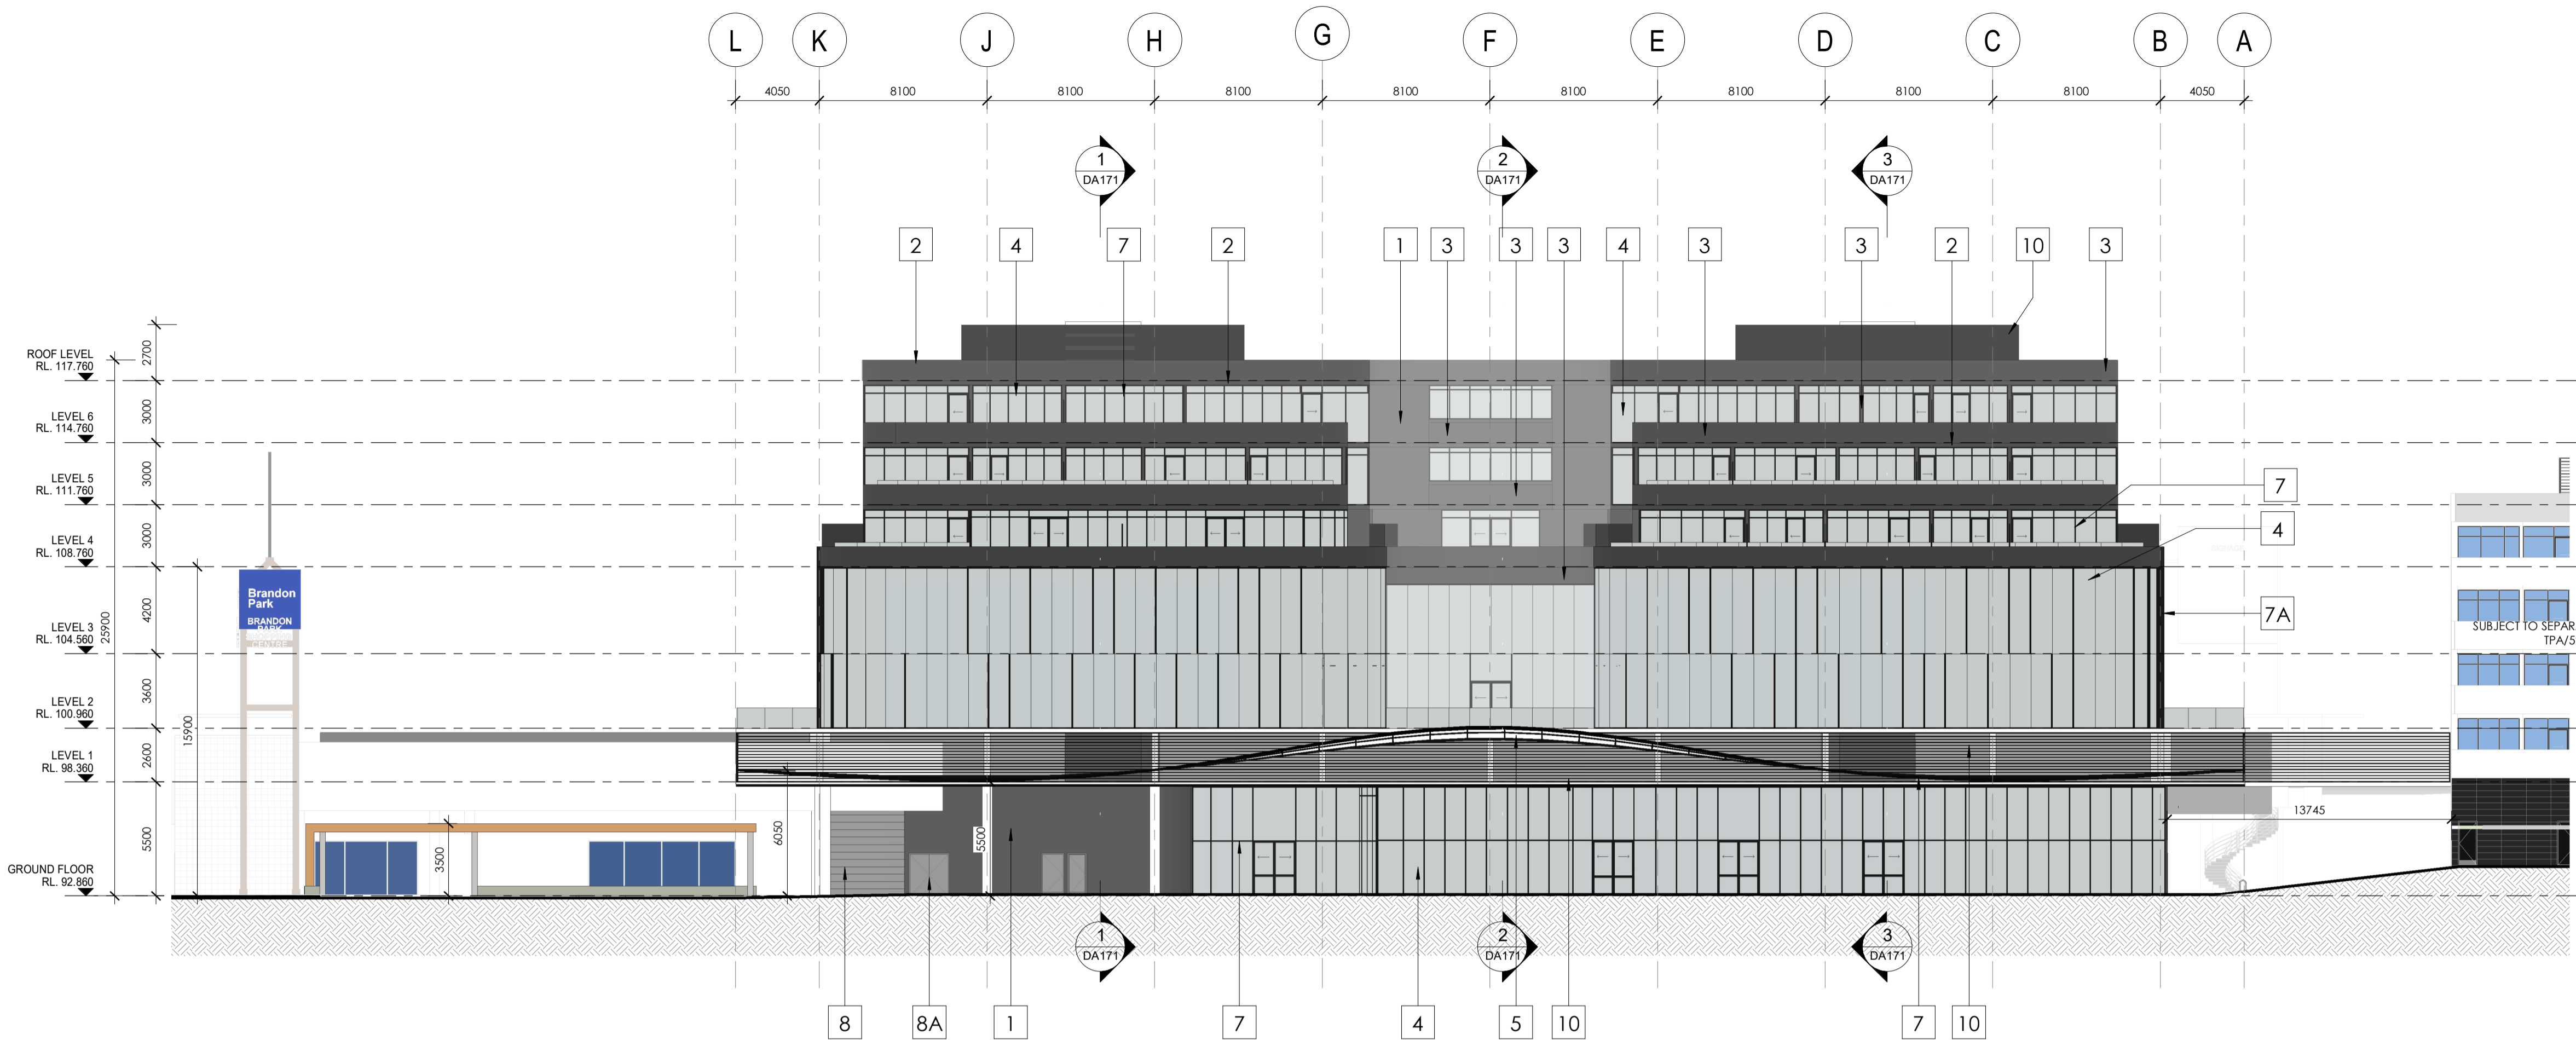 L K J H G F E D C B A
4050 8100 8100 8100 8100 8100 8100 8100 8100 4050
1 2 3
DA171 DA171 DA171
2 4 7 2 1 3 3 3 4 3 3 2 10 3
ROOF LEVEL
RL. 117.760
2700
LEVEL 6
RL. 114.760
3000
LEVEL 5
RL. 111.760
3000
7
4
LEVEL 4
RL. 108.760
3000
Brandon
Park
BRANDON
PARK
CENTRE
4200
25900
7A
LEVEL 3
RL. 104.560
SUBJECT TO SEPAR
TPA/5
3600
LEVEL 2
RL. 100.960
15900
2600
LEVEL 1
RL. 98.360
13745
5500
3500
6050
5500
GROUND FLOOR
RL. 92.860
1 2 3
DA171 DA171 DA171
8 8A 1 7 4 5 10 7 10